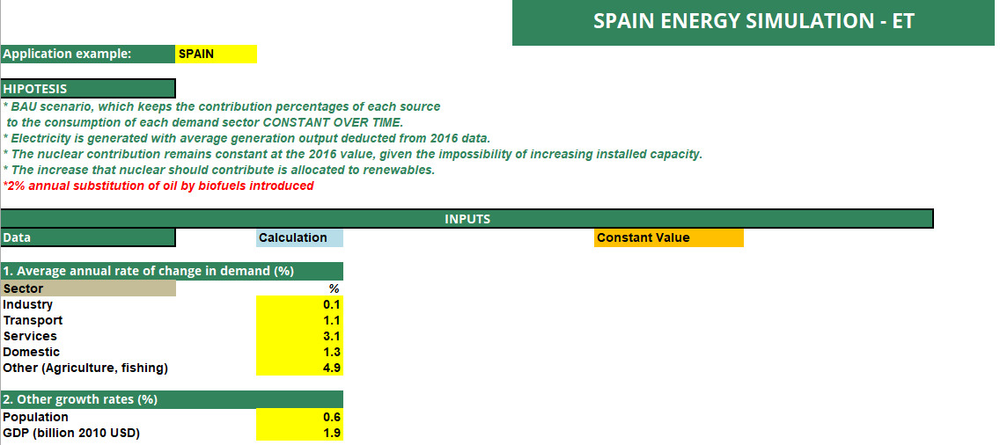 SPAIN ENERGY SIMULATION - ET
Application example: SPAIN
HIPOTESIS
* BAU scenario, which keeps the contribution percentages of each source
to the consumption of each demand sector CONSTANT OVER TIME.
* Electricity is generated with average generation output deducted from 2016 data.
* The nuclear contribution remains constant at the 2016 value, given the impossibility of increasing installed capacity.
* The increase that nuclear should contribute is allocated to renewables.
*2% annual substitution of oil by biofuels introduced
INPUTS
Data Calculation Constant Value
1. Average annual rate of change in demand (%)
Sector %
Industry 0.1
Transport 1.1
Services 3.1
Domestic 1.3
Other (Agriculture, fishing) 4.9
2. Other growth rates (%)
Population 0.6
GDP (billion 2010 USD) 1.9